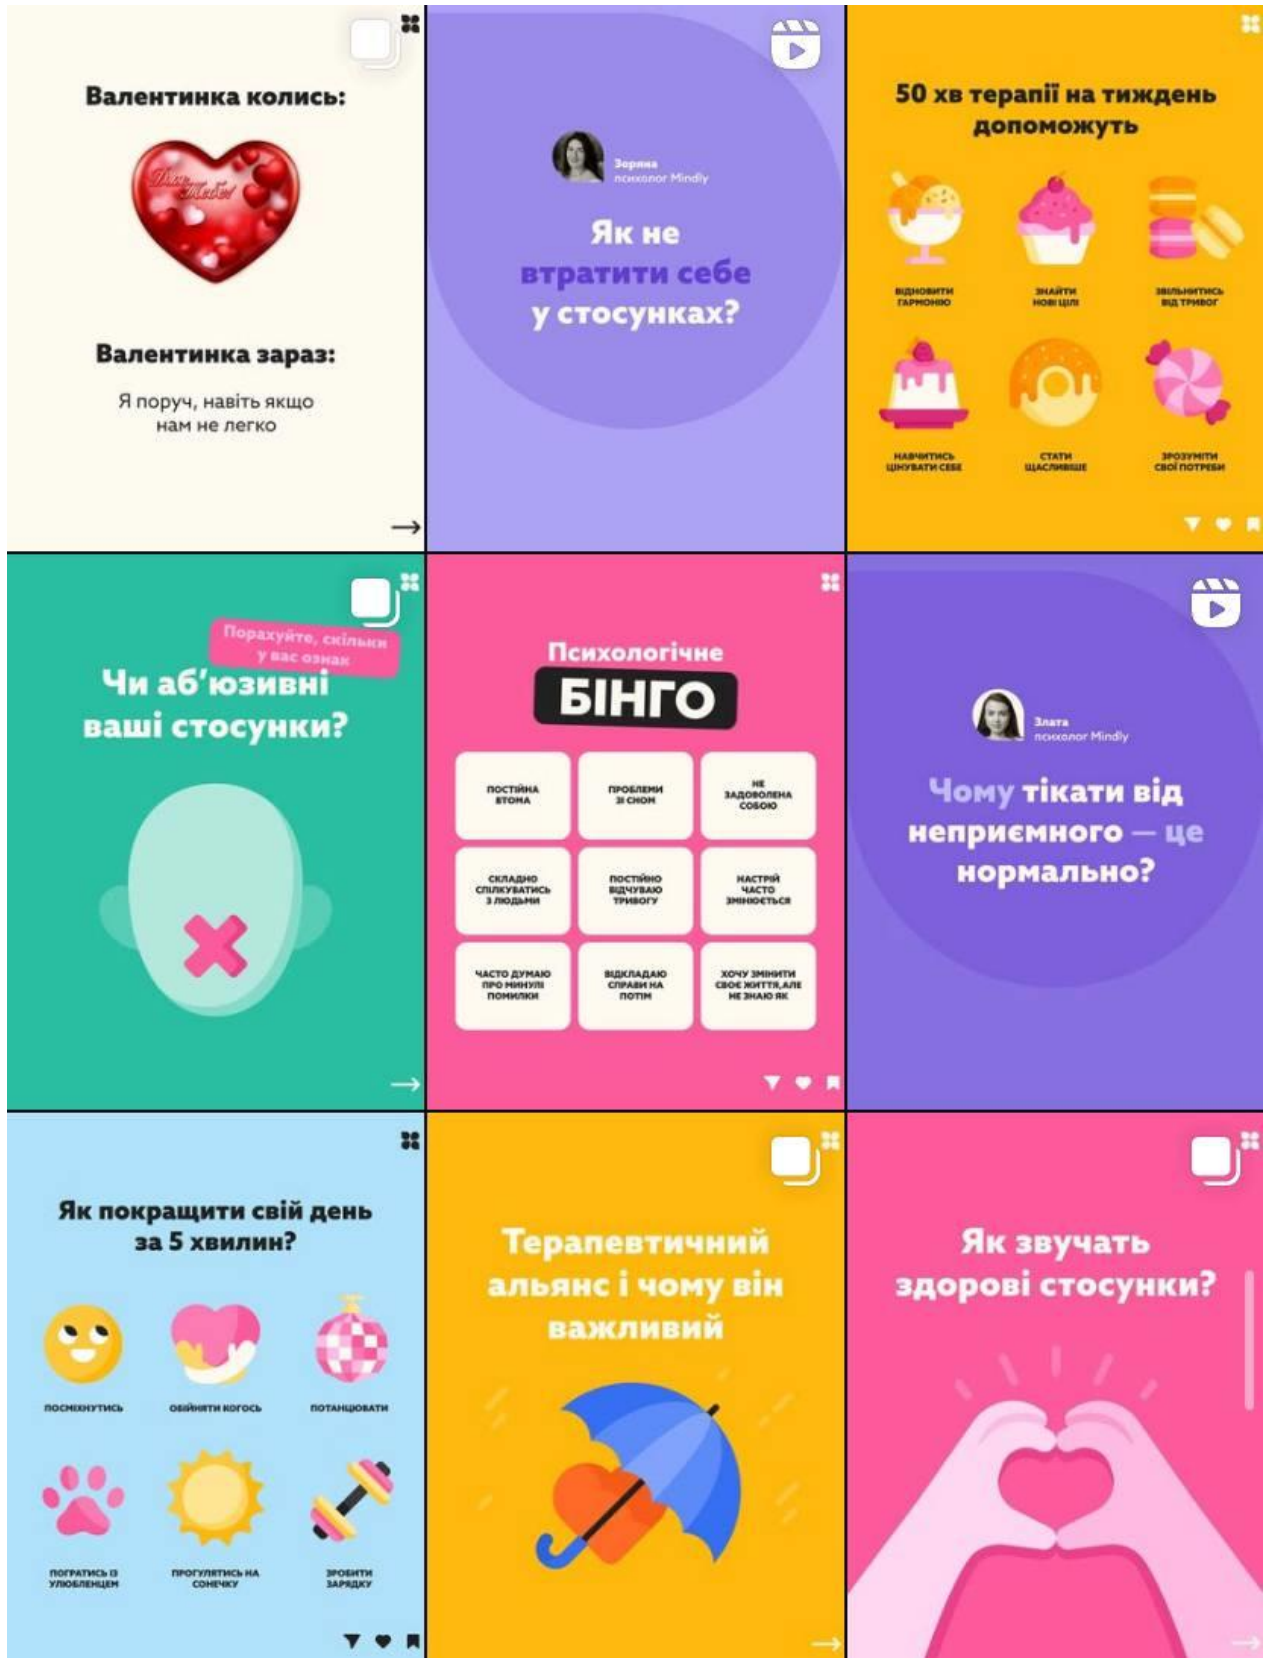 Валентинка колись:
Валентинка зараз:
Я поруч, навіть якщо
нам не легко
Зоряна
психолог Mindly
Як не
втратити себе
у стосунках?
50 хв терапії на тиждень
допоможуть
ВІДНОВИТИ
ГАРМОНІЮ
ЗНАЙТИ
НОВІ ЦІЛІ
ЗВІЛЬНИТИСЬ
ВІД ТРИВОГ
НАВЧИТИСЬ
ЦІНУВАТИ СЕБЕ
СТАТИ
ЩАСЛИВІШЕ
ЗРОЗУМІТИ
СВОЇ ПОТРЕБИ
Порахуйте, скільки
у вас ознак
Чи аб'юзивні
ваші стосунки?
Психологічне
БІНГО
ПОСТІЙНА
ВТОМА
ПРОБЛЕМИ
ЗІ СНОМ
НЕ
ЗАДОВОЛЕНА
СОБОЮ
СКЛАДНО
СПІЛКУВАТИСЬ
З ЛЮДЬМИ
ПОСТІЙНО
ВІДЧУВАЮ
ТРИВОГУ
НАСТРІЙ
ЧАСТО
ЗМІНЮЄТЬСЯ
ЧАСТО ДУМАЮ
ПРО МИНУЛІ
ПОМИЛКИ
ВІДКЛАДАЮ
СПРАВИ НА
ПОТІМ
ХОЧУ ЗМІНИТИ
СВОЄ ЖИТТЯ, АЛЕ
НЕ ЗНАЮ ЯК
Злата
психолог Mindly
Чому тікати від
неприємного — це
нормально?
Як покращити свій день
за 5 хвилин?
ПОСМІХНУТИСЬ
ОБІЙНЯТИ КОГОСЬ
ПОТАНЦЮВАТИ
ПОГРАТИСЬ ІЗ
УЛЮБЛЕНЦЕМ
ПРОГУЛЯТИСЬ НА
СОНЕЧКУ
ЗРОБИТИ
ЗАРЯДКУ
Терапевтичний
альянс і чому він
важливий
Як звучать
здорові стосунки?